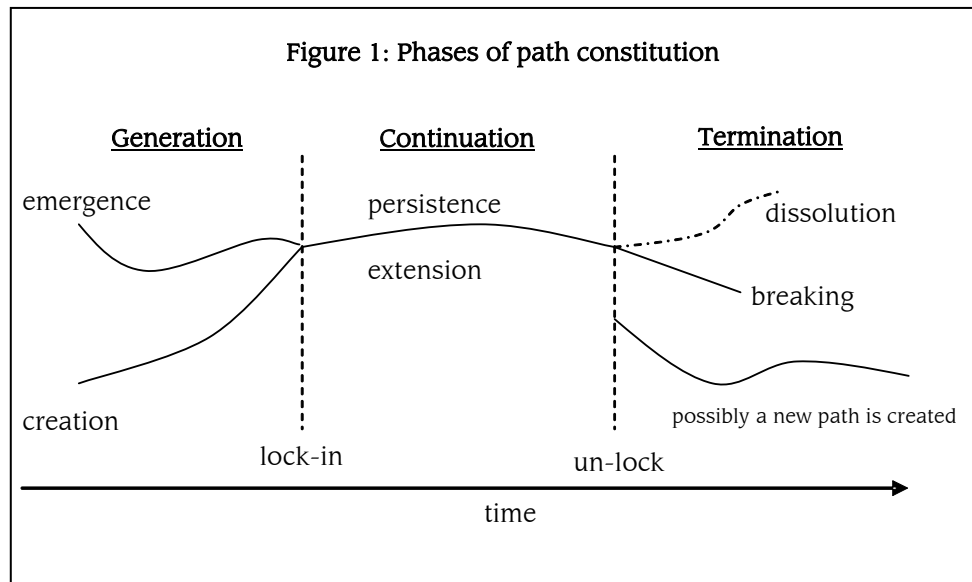 Figure 1: Phases of path constitution
Generation
Continuation
Termination
emergence
persistence
dissolution
extension
breaking
creation
possibly a new path is created
lock-in
un-lock
time